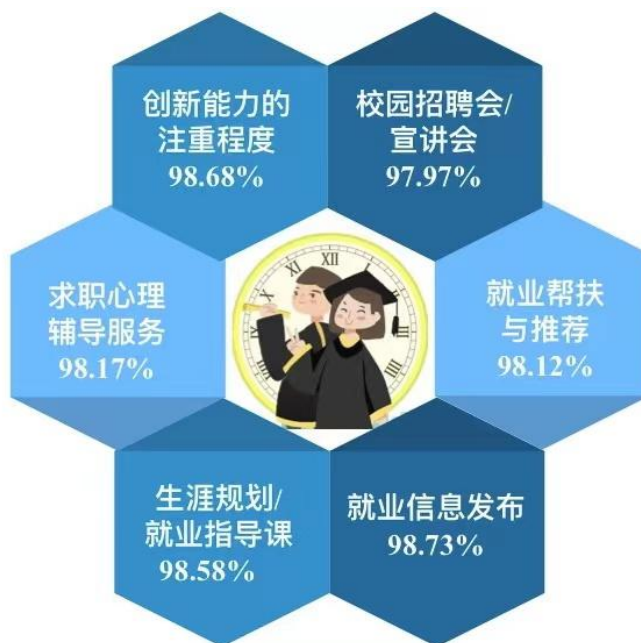 创新能力的
注重程度
98.68%
校园招聘会/
宣讲会
97.97%
求职心理
辅导服务
98.17%
XI XII I
X
就业帮扶
与推荐
98.12%
生涯规划/
就业指导课
98.58%
就业信息发布
98.73%